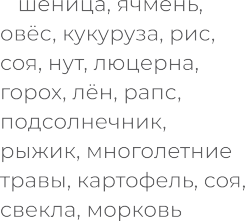 шеница, ячмень,
овёс, кукуруза, рис,
соя, нут, люцерна,
горох, лён, рапс,
подсолнечник,
рыжик, многолетние
травы, картофель, соя,
свекла, морковь